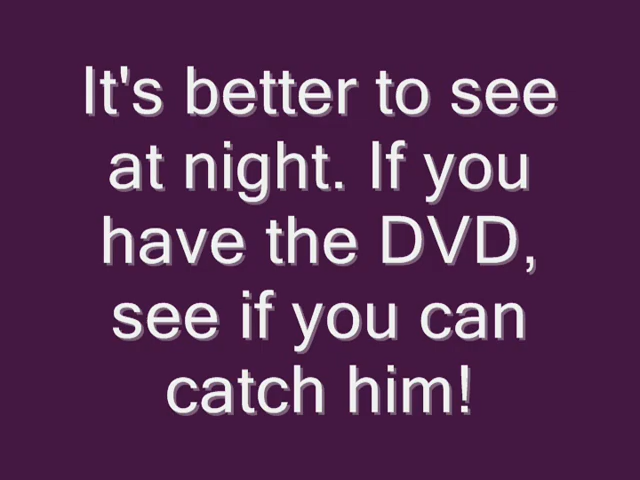 It's better to see
at night. If you
have the DVD,
see if you can
catch him!